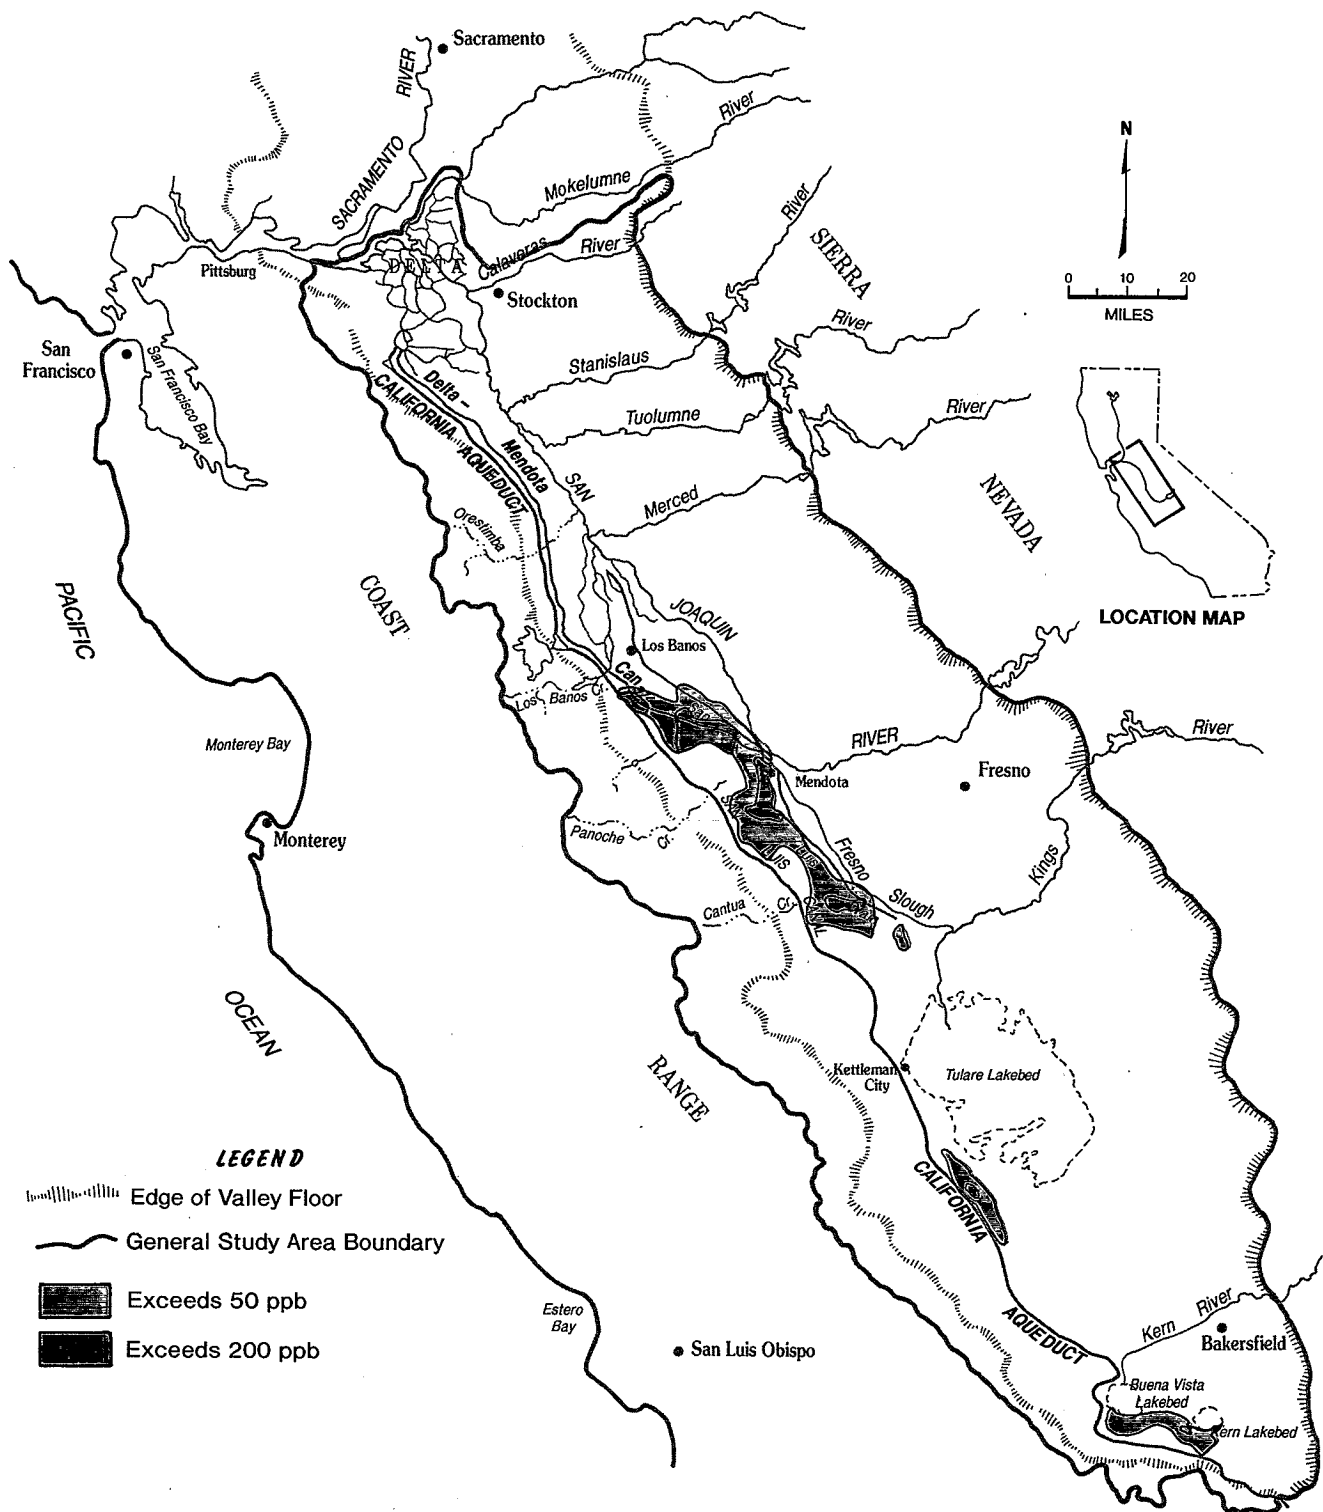 Sacramento
RIVER
SACRAMENTO
River
Mokelumne
N
River
SIERRA
Calaveras
River
Pittsburg
DELTA
Stockton
0 10 20
MILES
San
Francisco
San Francisco Bay
River
Stanislaus
Delta –
CALIFORNIA
Tuolumne
River
AQUEDUCT
Mendota
SAN
Merced
NEVADA
Orestimba
PACIFIC
COAST
JOAQUIN
LOCATION MAP
Los Banos
Can
Los Banos Cr.
Monterey Bay
RIVER
River
Mendota
Fresno
Monterey
Panoche
Cr.
LUIS
Fresno
Kings
Slough
Cantua
Cr.
OCEAN
RANGE
Kettleman
City
Tulare Lakebed
LEGEND
Edge of Valley Floor
General Study Area Boundary
Exceeds 50 ppb
Exceeds 200 ppb
CALIFORNIA
AQUEDUCT
Estero
Bay
San Luis Obispo
Kern
River
Bakersfield
Buena Vista
Lakebed
Kern Lakebed